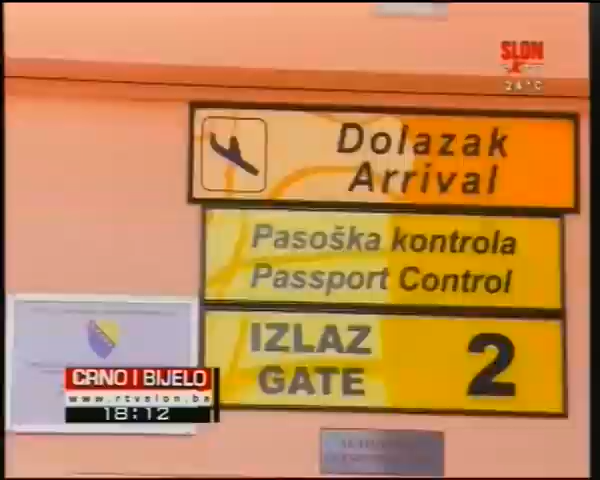 SLON
24°C
Dolazak
Arrival
Pasoška kontrola
Passport Control
IZLAZ
GATE
2
CRNO I BIJELO
www.rtvslon.ba
18:12